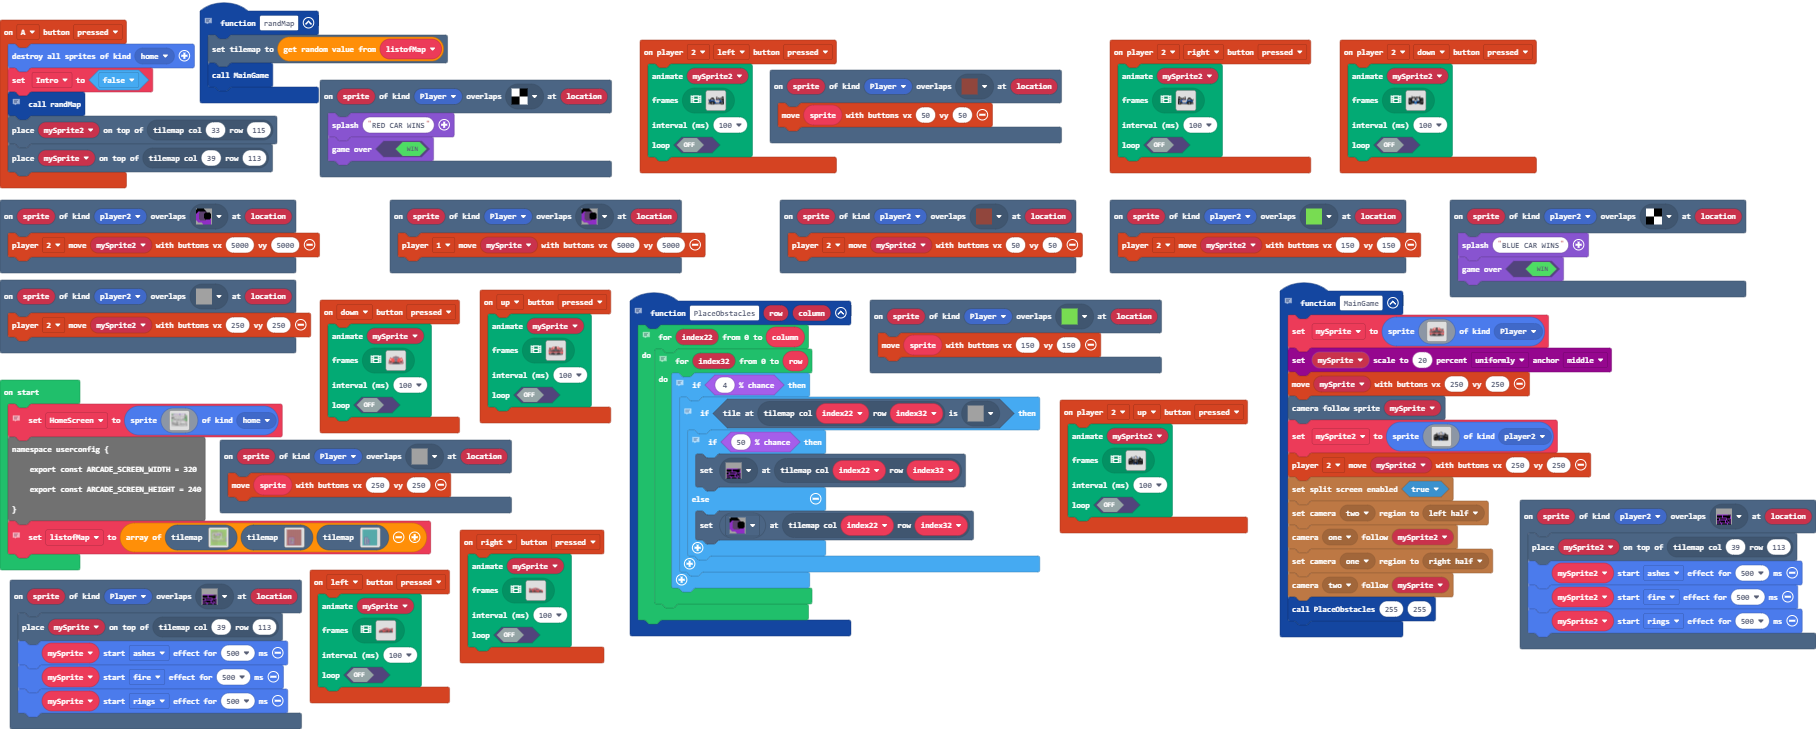 on A button pressed
destroy all sprites of kind home
set Intro to false
call randMap
place mySprite2 on top of tilemap col 33 row 115
place mySprite on top of tilemap col 39 row 113
function randMap
set tilemap to get random value from listofMap
call MainGame
on sprite of kind Player overlaps at location
splash "RED CAR WINS"
game over WIN
on player 2 left button pressed
animate mySprite2
frames
interval (ms) 100
loop OFF
on sprite of kind Player overlaps at location
move sprite with buttons vx 50 vy 50
on player 2 right button pressed
animate mySprite2
frames
interval (ms) 100
loop OFF
on player 2 down button pressed
animate mySprite2
frames
interval (ms) 100
loop OFF
on sprite of kind player2 overlaps at location
player 2 move mySprite2 with buttons vx 5000 vy 5000
on sprite of kind Player overlaps at location
player 1 move mySprite with buttons vx 5000 vy 5000
on sprite of kind player2 overlaps at location
player 2 move mySprite2 with buttons vx 50 vy 50
on sprite of kind player2 overlaps at location
player 2 move mySprite2 with buttons vx 150 vy 150
on sprite of kind player2 overlaps at location
splash "BLUE CAR WINS"
game over WIN
on sprite of kind player2 overlaps at location
player 2 move mySprite2 with buttons vx 250 vy 250
on down button pressed
animate mySprite
frames
interval (ms) 100
loop OFF
on up button pressed
animate mySprite
frames
interval (ms) 100
loop OFF
function PlaceObstacles row column
for index22 from 0 to column
do
for index32 from 0 to row
do
if 4 % chance then
if tile at tilemap col index22 row index32 is then
if 50 % chance then
set at tilemap col index22 row index32
else
set at tilemap col index22 row index32
on sprite of kind Player overlaps at location
move sprite with buttons vx 150 vy 150
function MainGame
set mySprite to sprite of kind Player
set mySprite scale to 20 percent uniformly anchor middle
move mySprite with buttons vx 250 vy 250
camera follow sprite mySprite
set mySprite2 to sprite of kind player2
player 2 move mySprite2 with buttons vx 250 vy 250
set split screen enabled true
set camera two region to left half
camera one follow mySprite2
set camera one region to right half
camera two follow mySprite
call PlaceObstacles 255 255
on start
set HomeScreen to sprite of kind home
namespace userconfig {
export const ARCADE_SCREEN_WIDTH = 320
export const ARCADE_SCREEN_HEIGHT = 240
}
set listofMap to array of tilemap tilemap tilemap
on sprite of kind Player overlaps at location
move sprite with buttons vx 250 vy 250
on player 2 up button pressed
animate mySprite2
frames
interval (ms) 100
loop OFF
on right button pressed
animate mySprite
frames
interval (ms) 100
loop OFF
on left button pressed
animate mySprite
frames
interval (ms) 100
loop OFF
on sprite of kind Player overlaps at location
place mySprite on top of tilemap col 39 row 113
mySprite start ashes effect for 500 ms
mySprite start fire effect for 500 ms
mySprite start rings effect for 500 ms
on sprite of kind player2 overlaps at location
place mySprite2 on top of tilemap col 39 row 113
mySprite2 start ashes effect for 500 ms
mySprite2 start fire effect for 500 ms
mySprite2 start rings effect for 500 ms